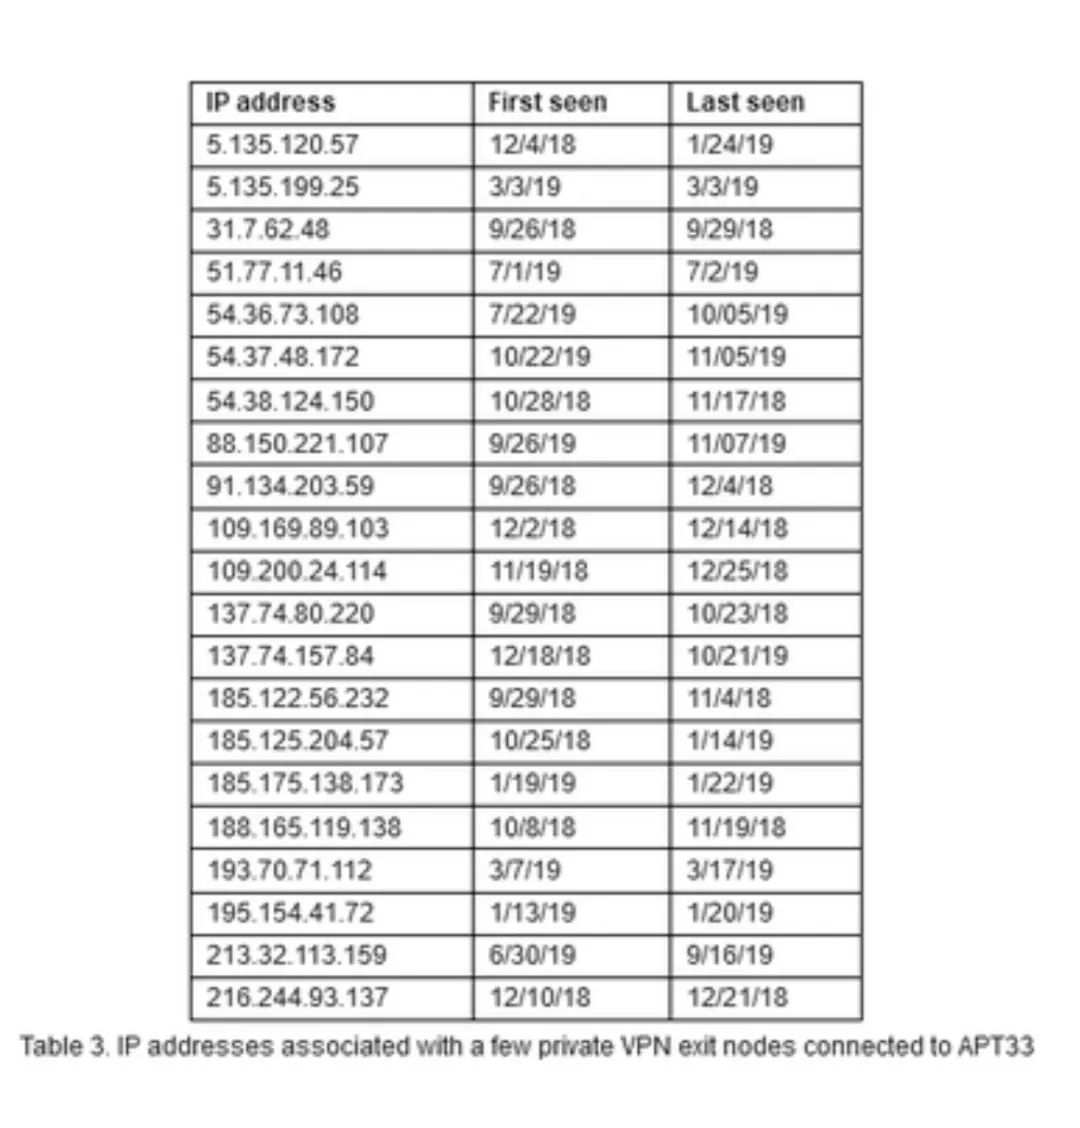 IP address First seen Last seen
5.135.120.57 12/4/18 1/24/19
5.135.199.25 3/3/19 3/3/19
31.7.62.48 9/26/18 9/29/18
51.77.11.46 7/1/19 7/2/19
54.36.73.108 7/22/19 10/05/19
54.37.48.172 10/22/19 11/05/19
54.38.124.150 10/28/18 11/17/18
88.150.221.107 9/26/19 11/07/19
91.134.203.59 9/26/18 12/4/18
109.169.89.103 12/2/18 12/14/18
109.200.24.114 11/19/18 12/25/18
137.74.80.220 9/29/18 10/23/18
137.74.157.84 12/18/18 10/21/19
185.122.56.232 9/29/18 11/4/18
185.125.204.57 10/25/18 1/14/19
185.175.138.173 1/19/19 1/22/19
188.165.119.138 10/8/18 11/19/18
193.70.71.112 3/7/19 3/17/19
195.154.41.72 1/13/19 1/20/19
213.32.113.159 6/30/19 9/16/19
216.244.93.137 12/10/18 12/21/18
Table 3. IP addresses associated with a few private VPN exit nodes connected to APT33